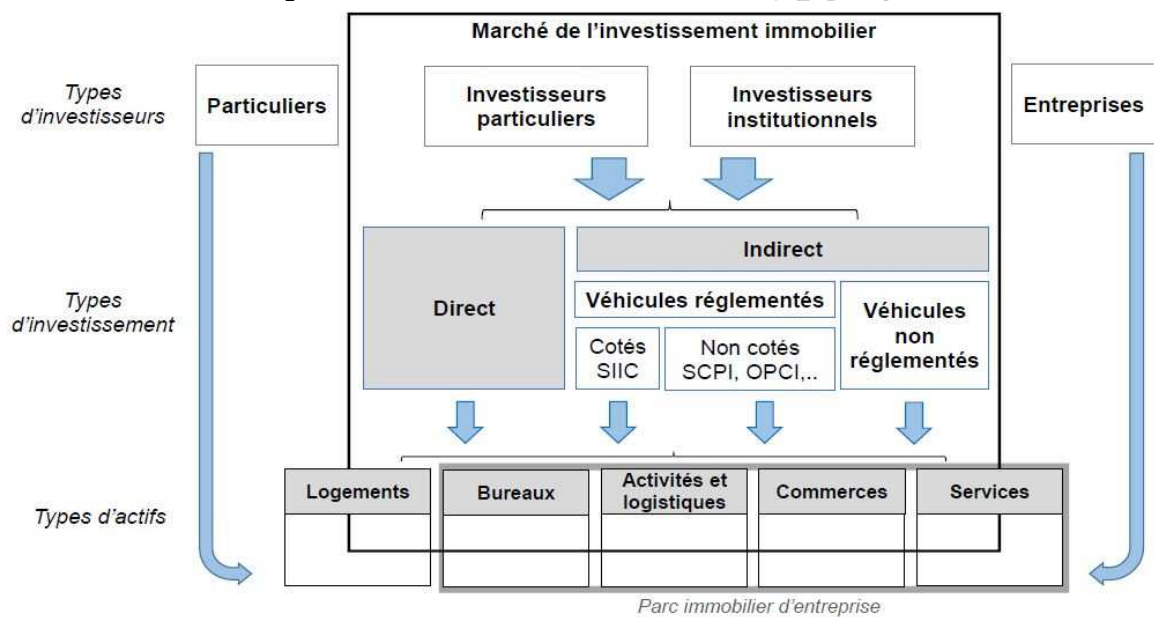 Marché de l'investissement immobilier
Types
d'investisseurs
Particuliers
Investisseurs
particuliers
Investisseurs
institutionnels
Entreprises
Types
d'investissement
Direct
Indirect
Véhicules réglementés
Cotés
SIIC
Non cotés
SCPI, OPCI,..
Véhicules
non
réglementés
Types d'actifs
Logements
Bureaux
Activités et
logistiques
Commerces
Services
Parc immobilier d'entreprise